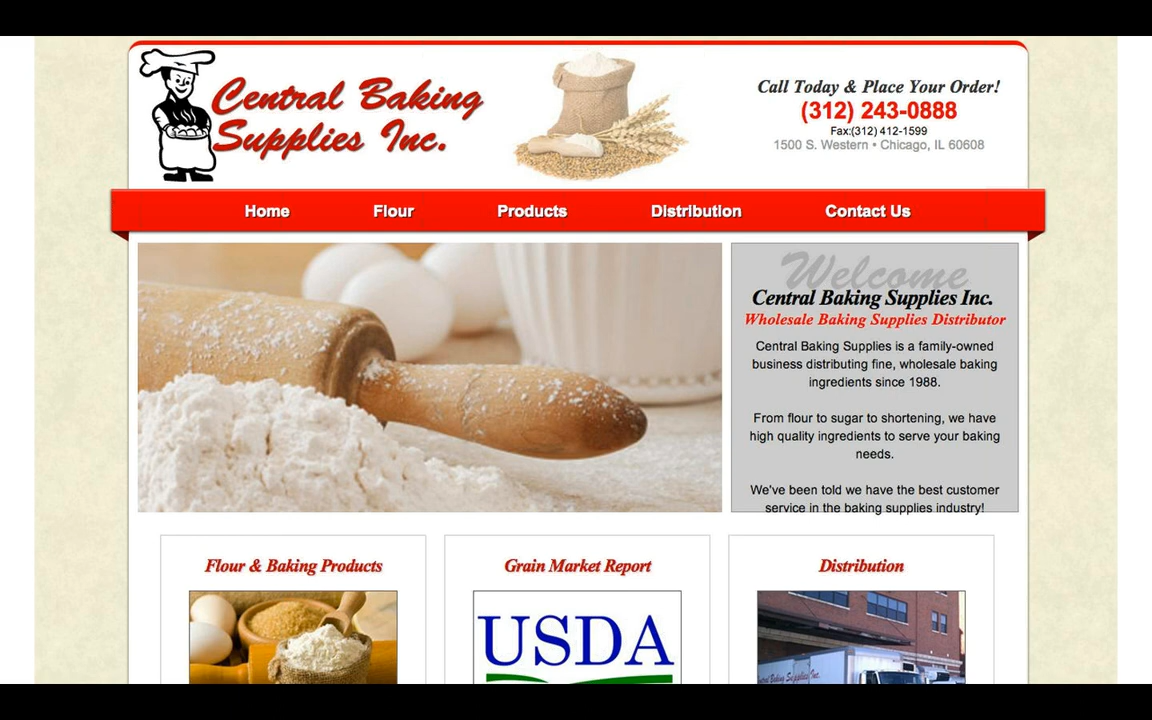 Central Baking
Supplies Inc.
Call Today & Place Your Order!
(312) 243-0888
Fax:(312) 412-1599
1500 S. Western • Chicago, IL 60608
Home
Flour
Products
Distribution
Contact Us
Welcome
Central Baking Supplies Inc.
Wholesale Baking Supplies Distributor
Central Baking Supplies is a family-owned
business distributing fine, wholesale baking
ingredients since 1988.
From flour to sugar to shortening, we have
high quality ingredients to serve your baking
needs.
We've been told we have the best customer
service in the baking supplies industry!
Flour & Baking Products
Grain Market Report
Distribution
USDA
Central Baking Supplies Inc.